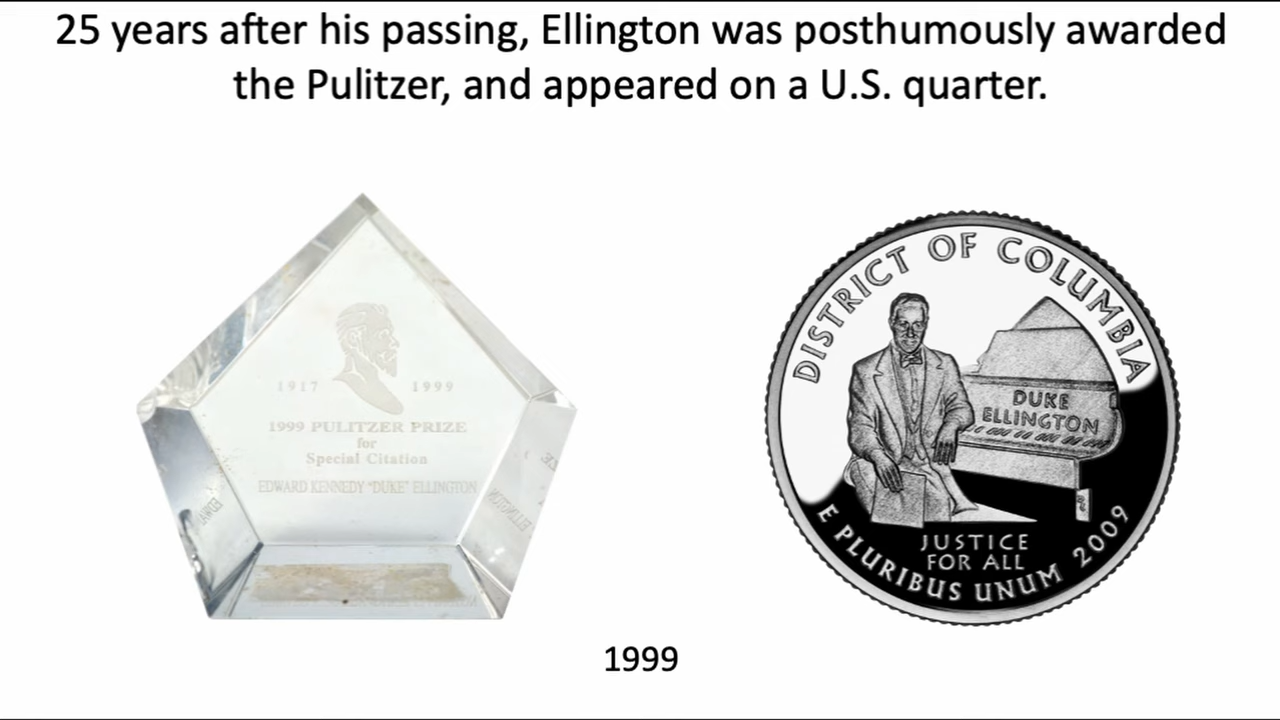 25 years after his passing, Ellington was posthumously awarded
the Pulitzer, and appeared on a U.S. quarter.
1917 1999
1999 PULITZER PRIZE
for
Special Citation
EDWARD KENNEDY "DUKE" ELLINGTON
DISTRICT OF COLUMBIA
DUKE
ELLINGTON
JUSTICE
FOR ALL
E PLURIBUS UNUM 2009
1999